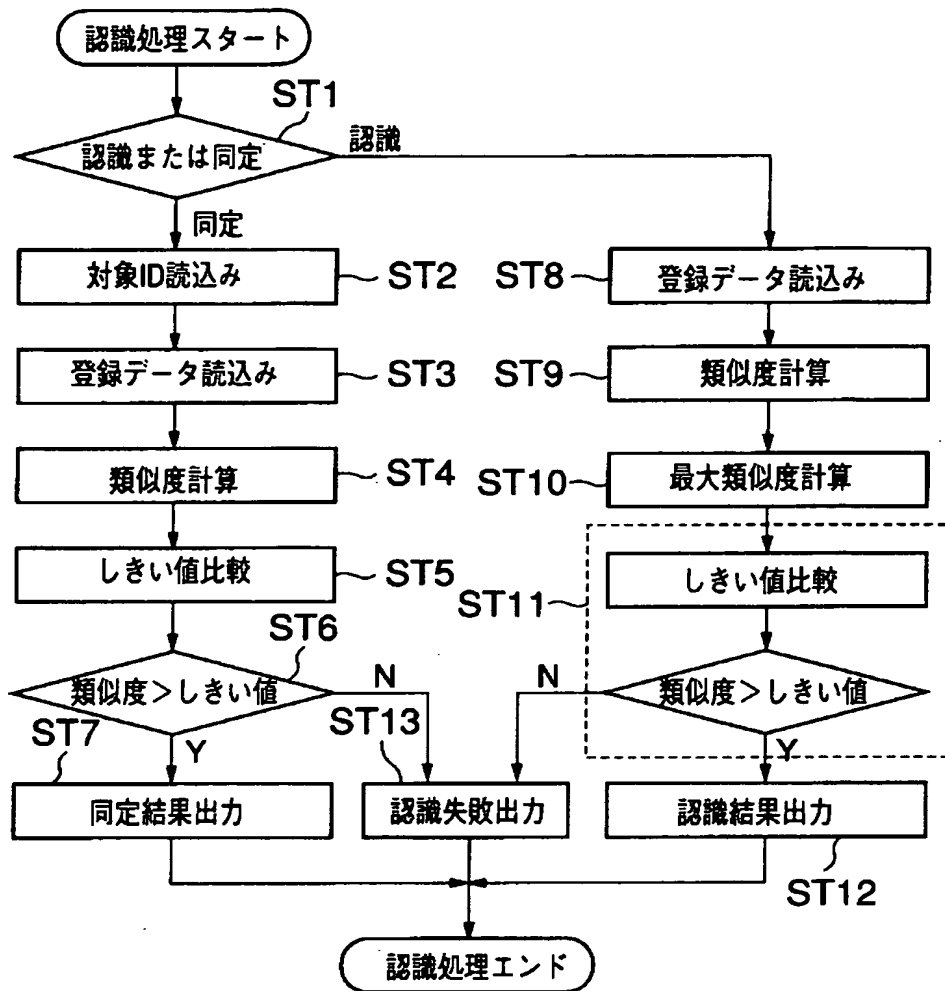 認識処理スタート
ST1
認識または同定
認識
同定
対象ID読込み
ST2
ST8
登録データ読込み
登録データ読込み
ST3
ST9
類似度計算
類似度計算
ST4
ST10
最大類似度計算
しきい値比較
ST5
ST11
しきい値比較
ST6
類似度＞しきい値
N
N
類似度＞しきい値
ST7
Y
ST13
Y
同定結果出力
認識失敗出力
認識結果出力
ST12
認識処理エンド